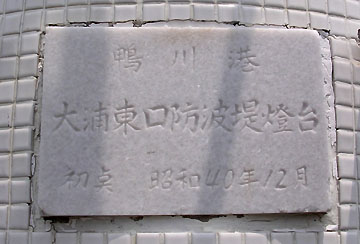 鴨川港
大浦東口防波堤燈台
初点 昭和40年12月